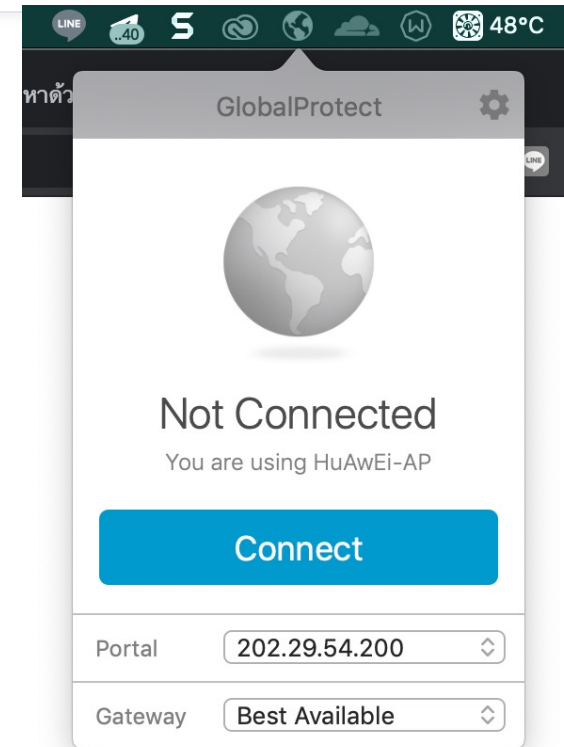 LINE ..40 S W 48°C
หาด้ว
GlobalProtect
LINE
Not Connected
You are using HuAwEi-AP
Connect
Portal 202.29.54.200
Gateway Best Available